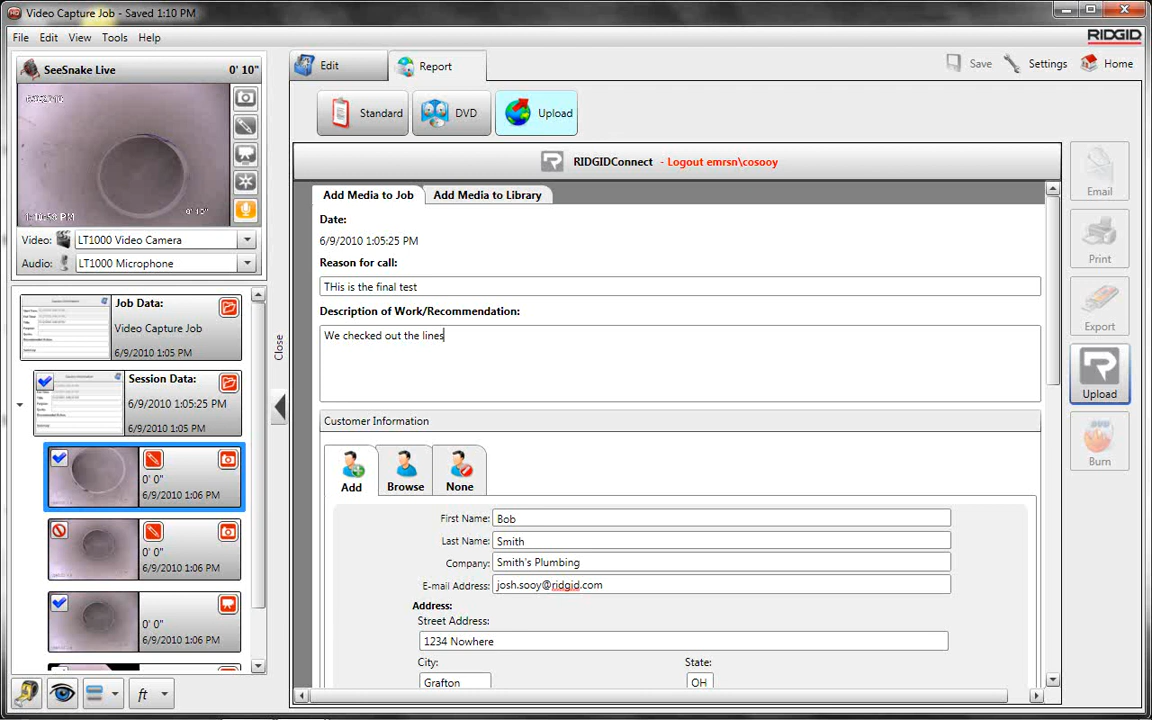 Video Capture Job - Saved 1:10 PM
File Edit View Tools Help
RIDGID
SeeSnake Live 0' 10"
Edit
Report
Save
Settings
Home
Standard
DVD
Upload
0' 10"
Video: LT1000 Video Camera
Audio: LT1000 Microphone
RIDGIDConnect - Logout emrsn\cosooy
Add Media to Job
Add Media to Library
Date:
6/9/2010 1:05:25 PM
Reason for call:
THis is the final test
Description of Work/Recommendation:
We checked out the lines
Customer Information
Add
Browse
None
First Name: Bob
Last Name: Smith
Company: Smith's Plumbing
E-mail Address: josh.sooy@ridgid.com
Address:
Street Address:
1234 Nowhere
City:
State:
Grafton
OH
Job Data:
Video Capture Job
6/9/2010 1:05 PM
Session Data:
6/9/2010 1:05:25 PM
6/9/2010 1:05 PM
0' 0"
6/9/2010 1:06 PM
0' 0"
6/9/2010 1:06 PM
0' 0"
6/9/2010 1:06 PM
Close
ft
Email
Print
Export
Upload
Burn